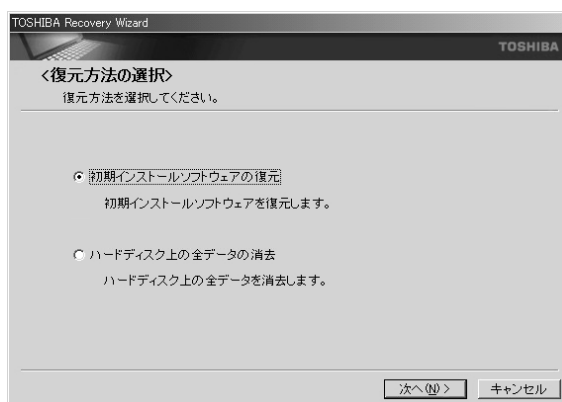 TOSHIBA Recovery Wizard
TOSHIBA
<復元方法の選択>
復元方法を選択してください。
初期インストールソフトウェアの復元
初期インストールソフトウェアを復元します。
ハードディスク上の全データの消去
ハードディスク上の全データを消去します。
次へ(N) > キャンセル